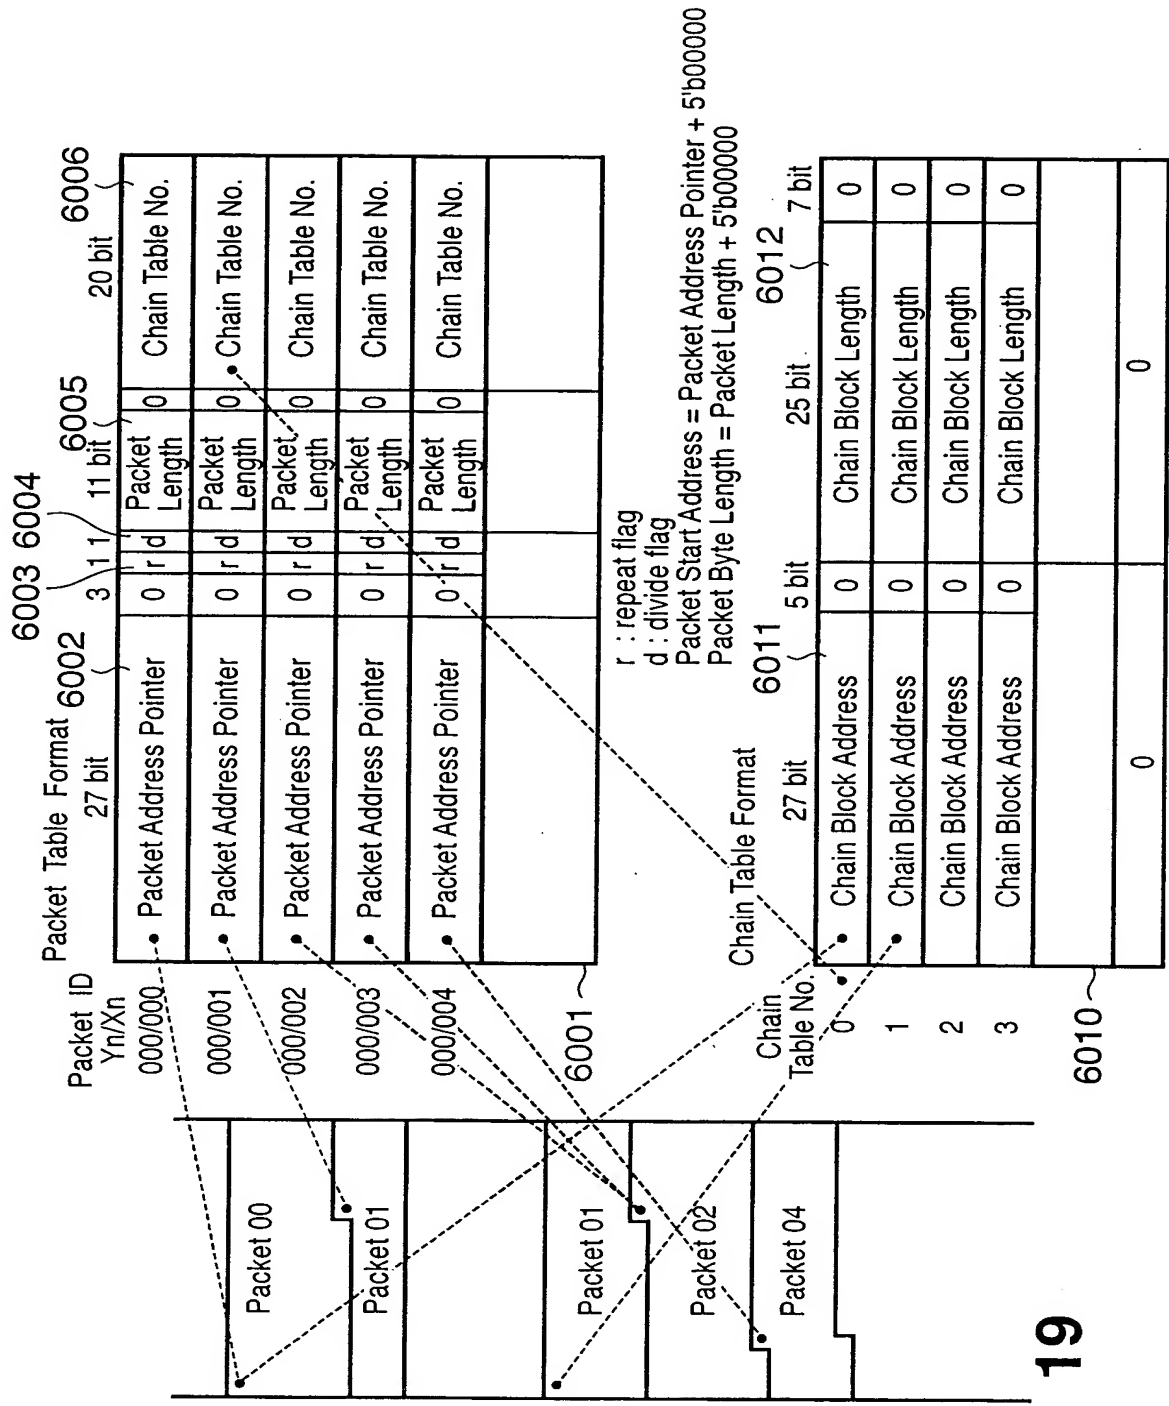 Packet Table Format
6003 6004
27 bit 6002 3 1 1 11 bit 6005 20 bit 6006
Packet ID
Yn/Xn
000/000 Packet Address Pointer 0 r d Packet Length 0 Chain Table No.
000/001 Packet Address Pointer 0 r d Packet Length 0 Chain Table No.
000/002 Packet Address Pointer 0 r d Packet Length 0 Chain Table No.
000/003 Packet Address Pointer 0 r d Packet Length 0 Chain Table No.
000/004 Packet Address Pointer 0 r d Packet Length 0 Chain Table No.
6001
r : repeat flag
d : divide flag
Packet Start Address = Packet Address Pointer + 5'b00000
Packet Byte Length = Packet Length + 5'b00000
Chain Table Format
27 bit 6011 5 bit 25 bit 6012 7 bit
Chain
Table No.
0 Chain Block Address 0 Chain Block Length 0
1 Chain Block Address 0 Chain Block Length 0
2 Chain Block Address 0 Chain Block Length 0
3 Chain Block Address 0 Chain Block Length 0
0 0
6010
Packet 00
Packet 01
Packet 01
Packet 02
Packet 04
19